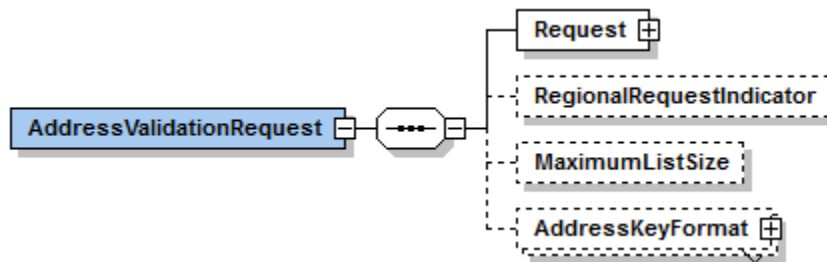 Request
RegionalRequestIndicator
AddressValidationRequest
MaximumListSize
AddressKeyFormat